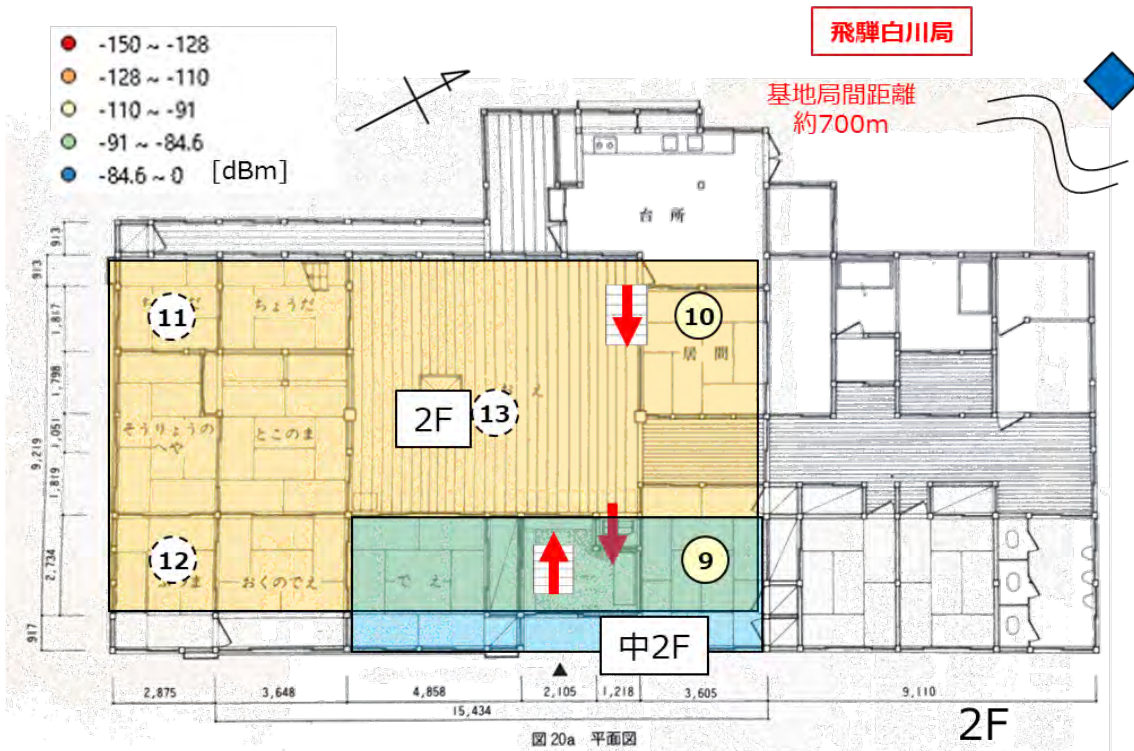 -150 ~ -128
-128 ~ -110
-110 ~ -91
-91 ~ -84.6
-84.6 ~ 0 [dBm]
飛騨白川局
基地局間距離
約700m
台所
913
913
1,817
1,798
1,051
1,819
9,219
2,734
917
11
ちょうだ
10
居間
2F
13
おえ
そうりょうの
へや
とこのま
12
おくのでえ
でえ
9
中2F
2,875
3,648
4,858
2,105
1,218
3,605
9,110
15,434
2F
図20a 平面図